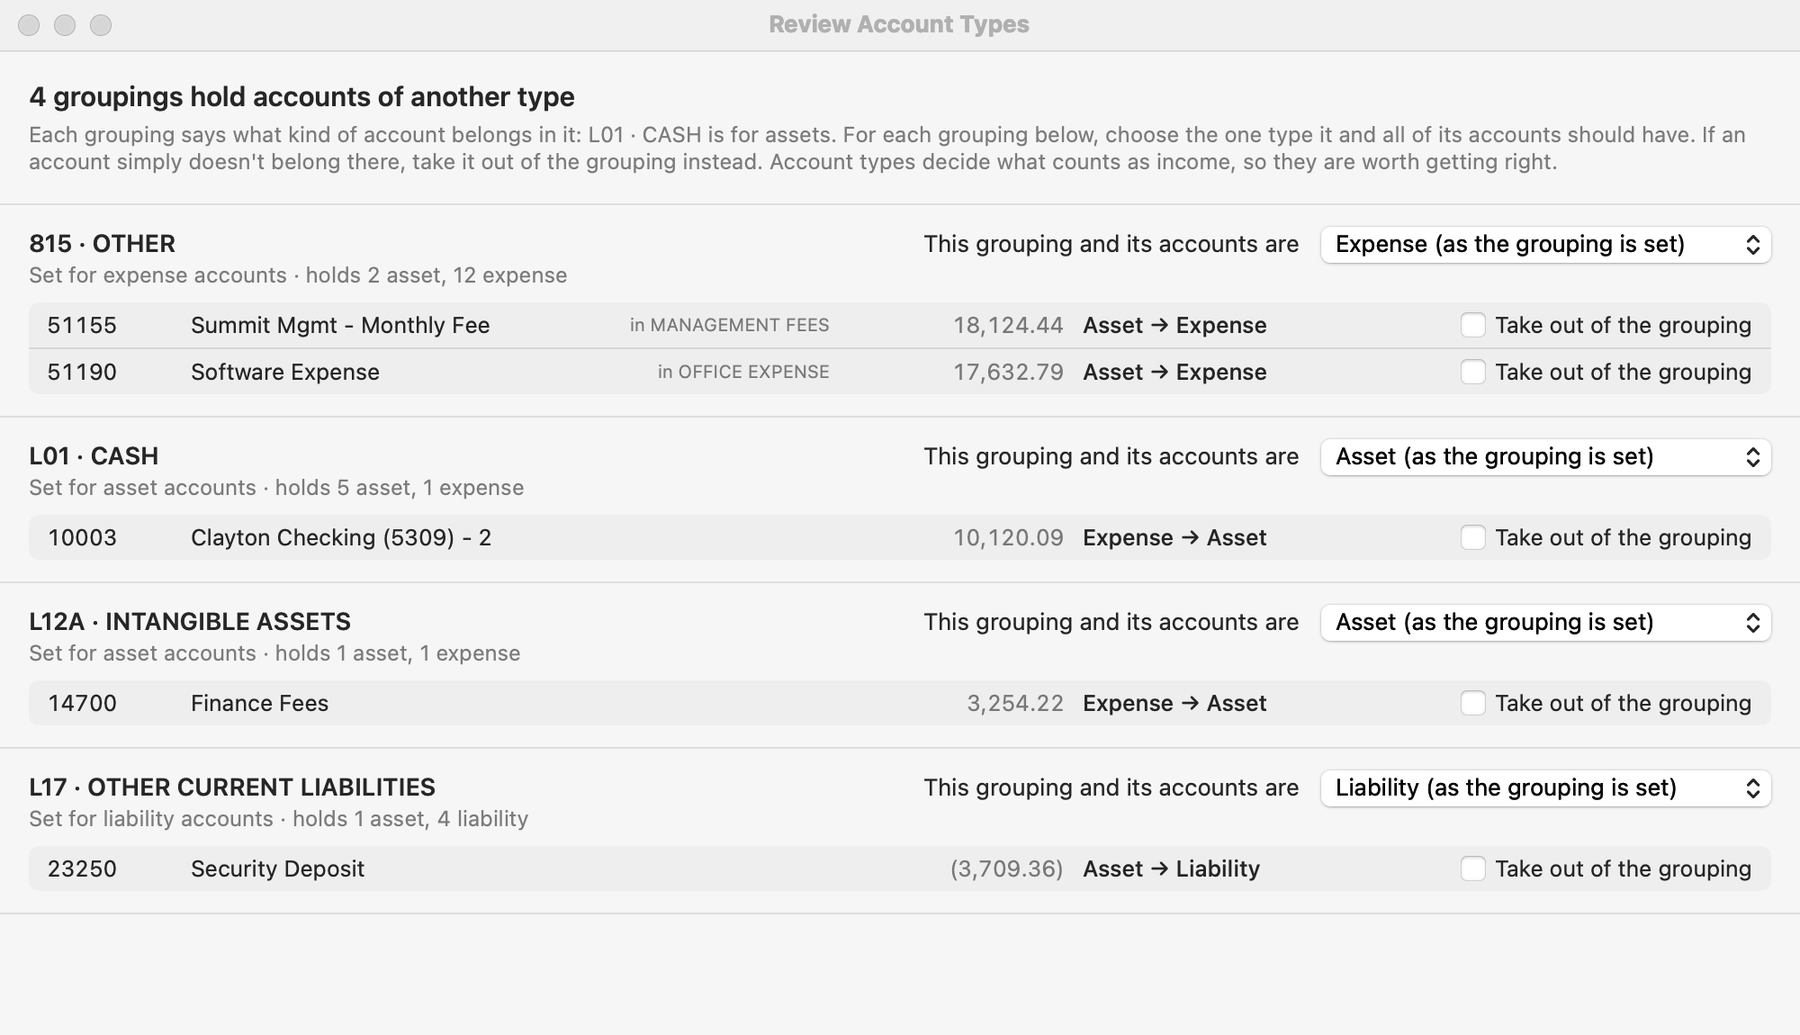 Review Account Types
4 groupings hold accounts of another type
Each grouping says what kind of account belongs in it: L01 · CASH is for assets. For each grouping below, choose the one type it and all of its accounts should have. If an
account simply doesn't belong there, take it out of the grouping instead. Account types decide what counts as income, so they are worth getting right.
815 · OTHER This grouping and its accounts are Expense (as the grouping is set)
Set for expense accounts · holds 2 asset, 12 expense
51155 Summit Mgmt - Monthly Fee in MANAGEMENT FEES 18,124.44 Asset → Expense Take out of the grouping
51190 Software Expense in OFFICE EXPENSE 17,632.79 Asset → Expense Take out of the grouping
L01 · CASH This grouping and its accounts are Asset (as the grouping is set)
Set for asset accounts · holds 5 asset, 1 expense
10003 Clayton Checking (5309) - 2 10,120.09 Expense → Asset Take out of the grouping
L12A · INTANGIBLE ASSETS This grouping and its accounts are Asset (as the grouping is set)
Set for asset accounts · holds 1 asset, 1 expense
14700 Finance Fees 3,254.22 Expense → Asset Take out of the grouping
L17 · OTHER CURRENT LIABILITIES This grouping and its accounts are Liability (as the grouping is set)
Set for liability accounts · holds 1 asset, 4 liability
23250 Security Deposit (3,709.36) Asset → Liability Take out of the grouping